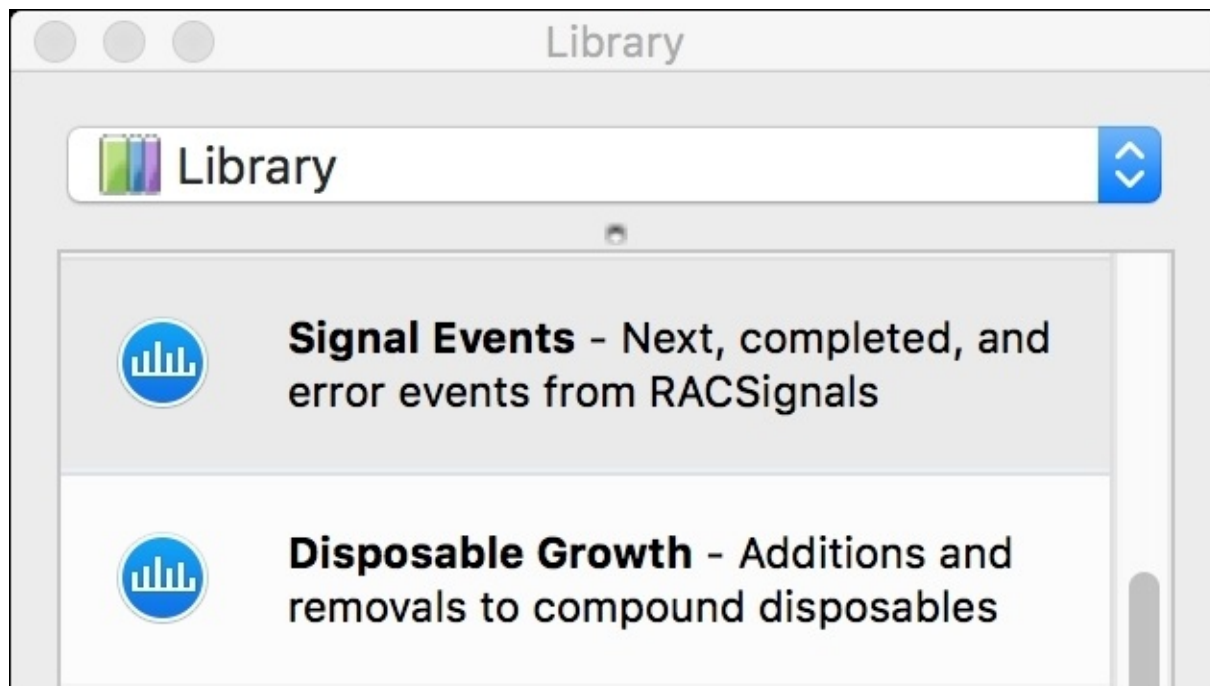 Library
Library
Signal Events - Next, completed, and
error events from RACSignals
Disposable Growth - Additions and
removals to compound disposables